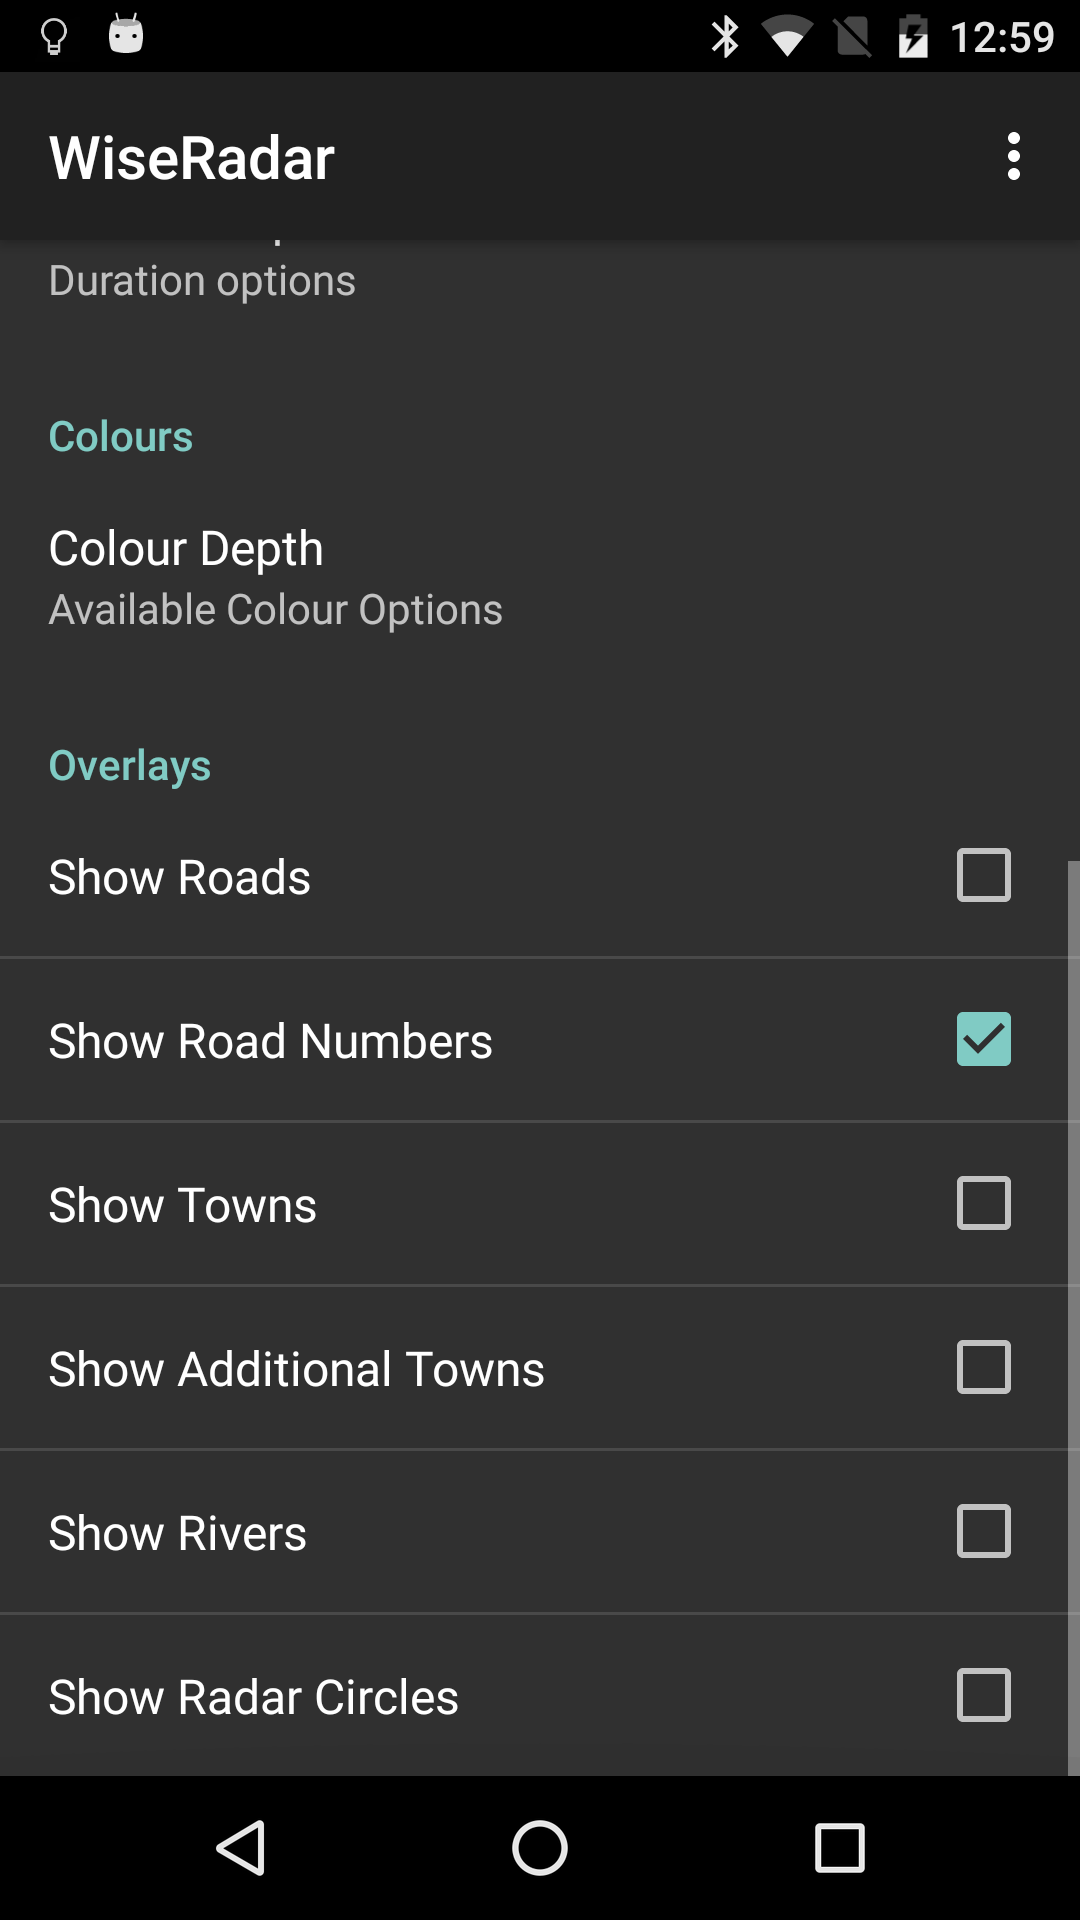 12:59
WiseRadar
Duration options
Colours
Colour Depth
Available Colour Options
Overlays
Show Roads
Show Road Numbers
Show Towns
Show Additional Towns
Show Rivers
Show Radar Circles